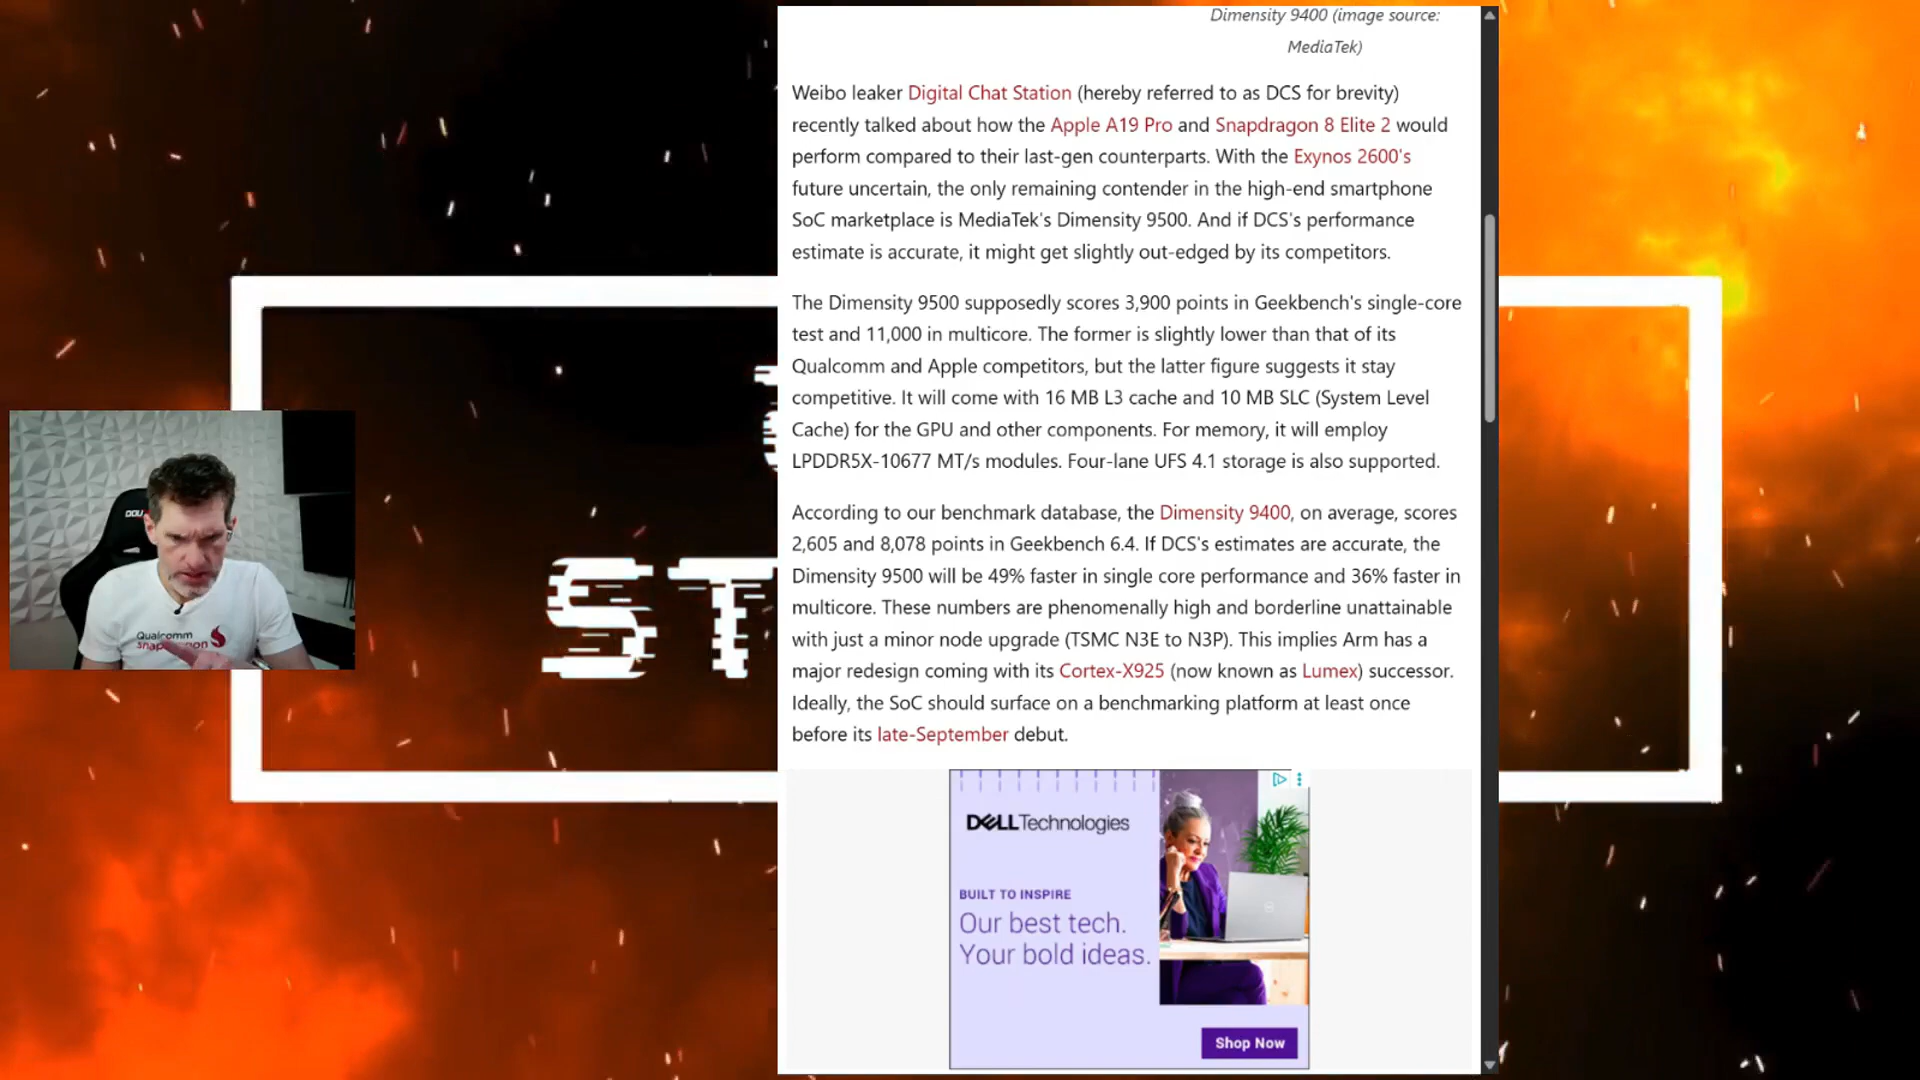 Dimensity 9400 (image source:
MediaTek)
Weibo leaker Digital Chat Station (hereby referred to as DCS for brevity)
recently talked about how the Apple A19 Pro and Snapdragon 8 Elite 2 would
perform compared to their last-gen counterparts. With the Exynos 2600's
future uncertain, the only remaining contender in the high-end smartphone
SoC marketplace is MediaTek's Dimensity 9500. And if DCS's performance
estimate is accurate, it might get slightly out-edged by its competitors.
The Dimensity 9500 supposedly scores 3,900 points in Geekbench's single-core
test and 11,000 in multicore. The former is slightly lower than that of its
Qualcomm and Apple competitors, but the latter figure suggests it stay
competitive. It will come with 16 MB L3 cache and 10 MB SLC (System Level
Cache) for the GPU and other components. For memory, it will employ
LPDDR5X-10677 MT/s modules. Four-lane UFS 4.1 storage is also supported.
According to our benchmark database, the Dimensity 9400, on average, scores
2,605 and 8,078 points in Geekbench 6.4. If DCS's estimates are accurate, the
Dimensity 9500 will be 49% faster in single core performance and 36% faster in
multicore. These numbers are phenomenally high and borderline unattainable
with just a minor node upgrade (TSMC N3E to N3P). This implies Arm has a
major redesign coming with its Cortex-X925 (now known as Lumex) successor.
Ideally, the SoC should surface on a benchmarking platform at least once
before its late-September debut.
DELLTechnologies
BUILT TO INSPIRE
Our best tech.
Your bold ideas.
Shop Now
ST
Qualcomm